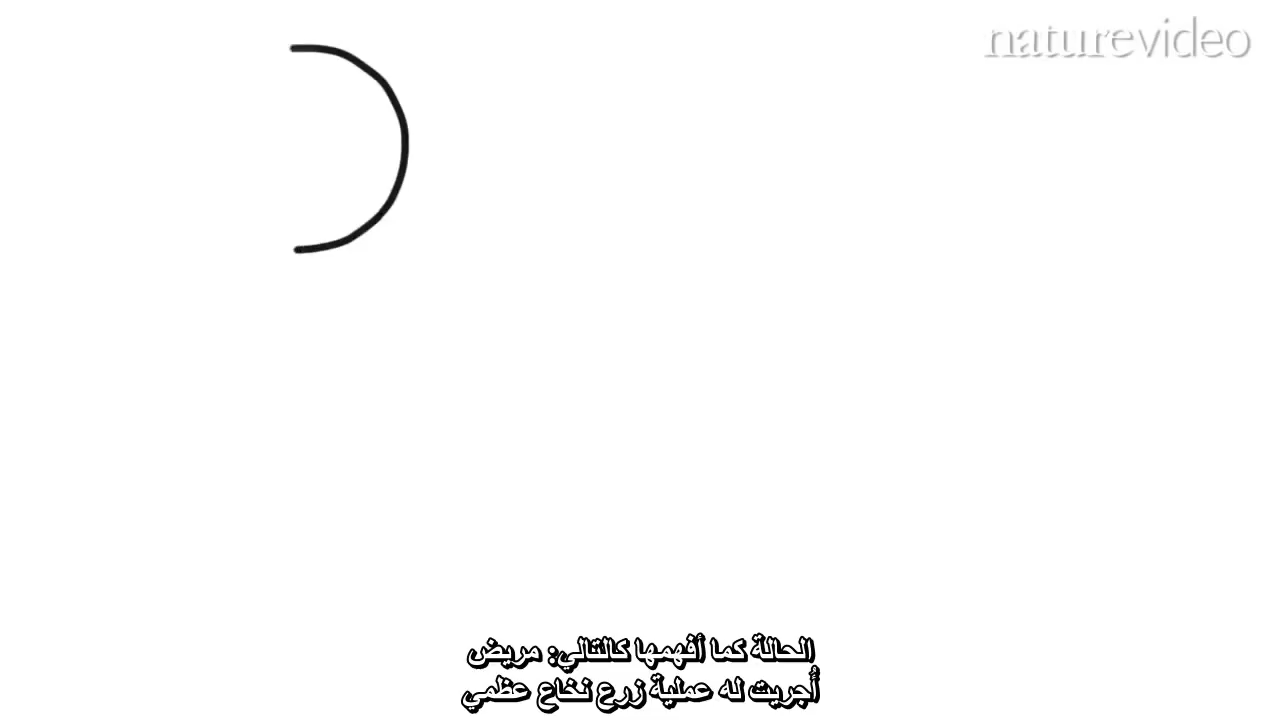 naturevideo
الحالة كما أفهمها كالتالي: مريض
أُجريت له عملية زرع نخاع عظمي